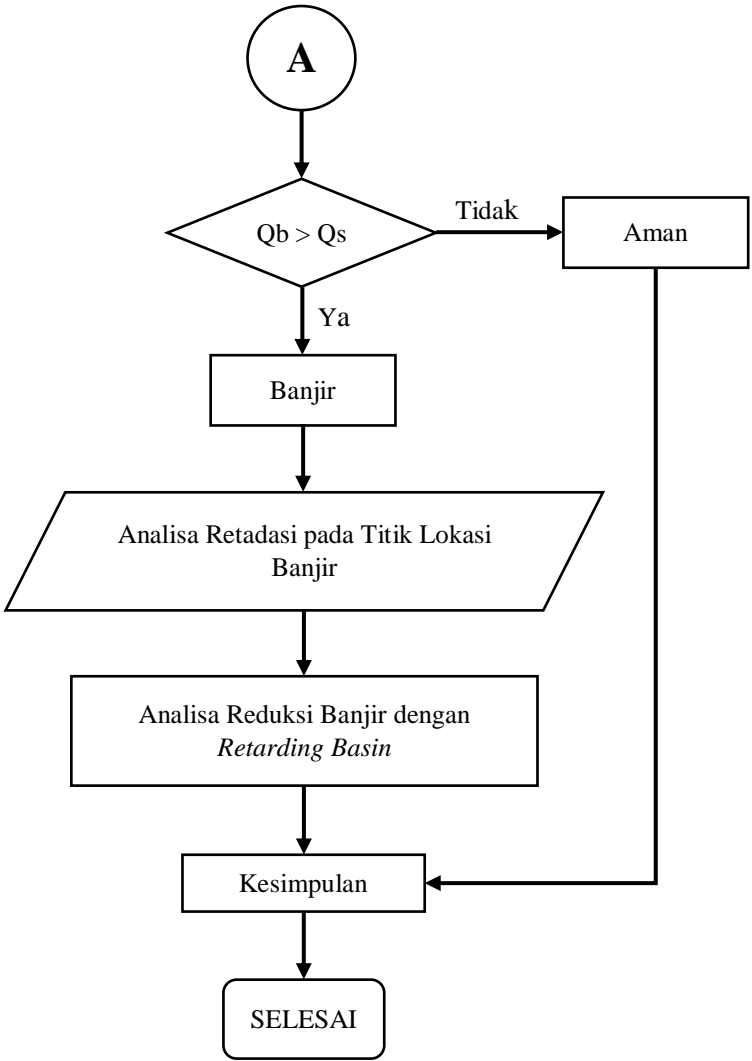 A
Qb > Qs
Tidak
Aman
Ya
Banjir
Analisa Retadasi pada Titik Lokasi
Banjir
Analisa Reduksi Banjir dengan
Retarding Basin
Kesimpulan
SELESAI